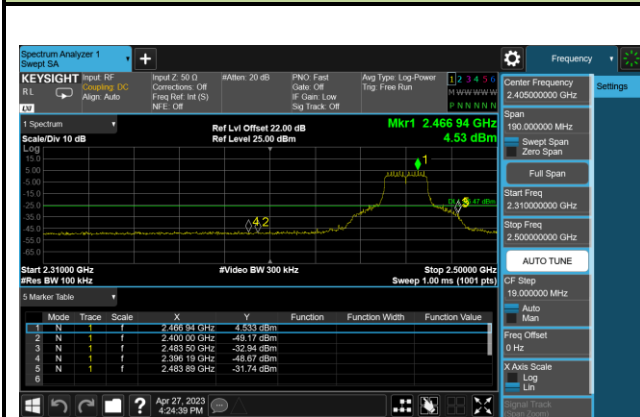 Spectrum Analyzer 1
Swept SA
Frequency
KEYSIGHT
Input: RF
Coupling: DC
Align: Auto
Input Z: 50 Ω
Corrections: Off
Freq Ref: Int (S)
NFE: Off
#Atten: 20 dB
PNO: Fast
Gate: Off
IF Gain: Low
Sig Track: Off
Avg Type: Log-Power
Trig: Free Run
1 2 3 4 5 6
M W W W W W
P N N N N N
R L
Settings
Center Frequency
2.405000000 GHz
Span
190.000000 MHz
Swept Span
Zero Span
Full Span
Start Freq
2.310000000 GHz
Stop Freq
2.500000000 GHz
AUTO TUNE
CF Step
19.000000 MHz
Auto
Man
Freq Offset
0 Hz
X Axis Scale
Log
Lin
Signal Track
(Span Zoom)
1 Spectrum
Scale/Div 10 dB
Log
Ref Lvl Offset 22.00 dB
Ref Level 25.00 dBm
Mkr1 2.466 94 GHz
4.53 dBm
15.0
5.00
-5.00
-15.0
-25.0
-35.0
-45.0
-55.0
-65.0
1
4 2
Start 2.31000 GHz
#Res BW 100 kHz
#Video BW 300 kHz
Stop 2.50000 GHz
Sweep 1.00 ms (1001 pts)
5 Marker Table
Mode Trace Scale X Y Function Function Width Function Value
1 N 1 f 2.466 94 GHz 4.533 dBm
2 N 1 f 2.400 00 GHz -49.17 dBm
3 N 1 f 2.483 50 GHz -32.94 dBm
4 N 1 f 2.396 19 GHz -48.67 dBm
5 N 1 f 2.483 89 GHz -31.74 dBm
6
Apr 27, 2023
4:24:39 PM